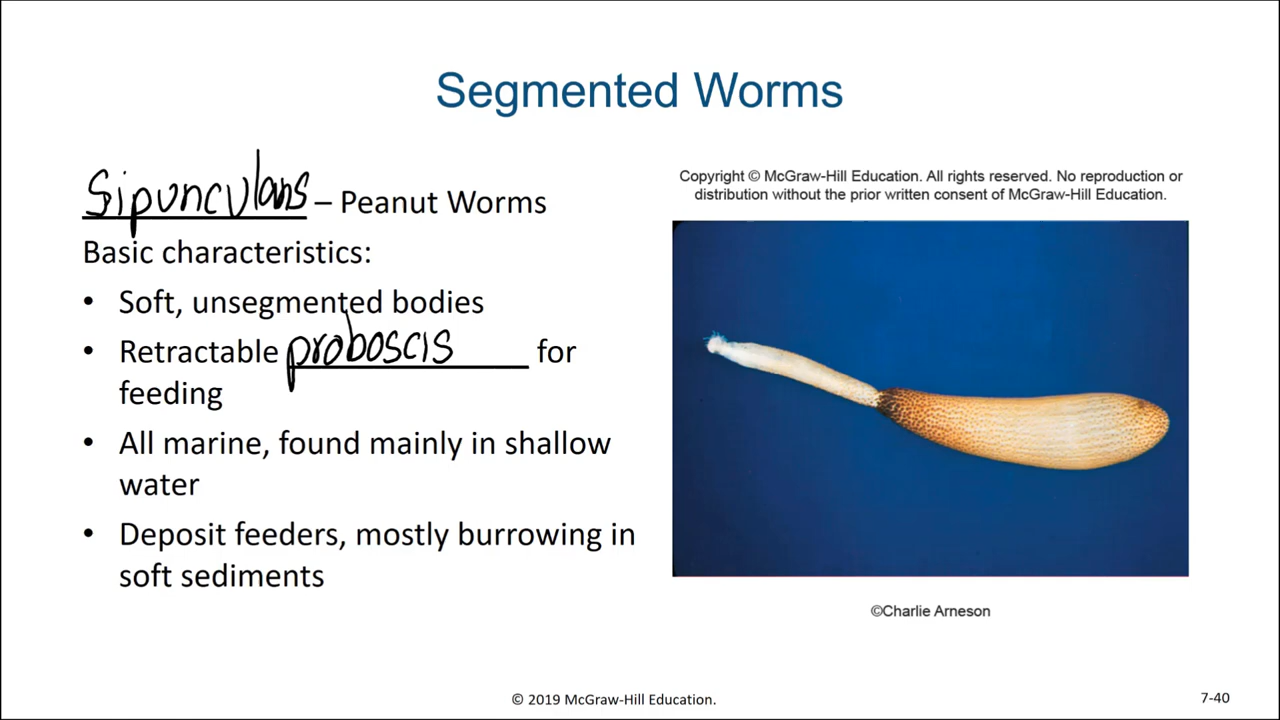 Segmented Worms
Sipunculans – Peanut Worms
Basic characteristics:
• Soft, unsegmented bodies
• Retractable proboscis for
feeding
• All marine, found mainly in shallow
water
• Deposit feeders, mostly burrowing in
soft sediments
Copyright © McGraw-Hill Education. All rights reserved. No reproduction or
distribution without the prior written consent of McGraw-Hill Education.
©Charlie Arneson
© 2019 McGraw-Hill Education.
7-40